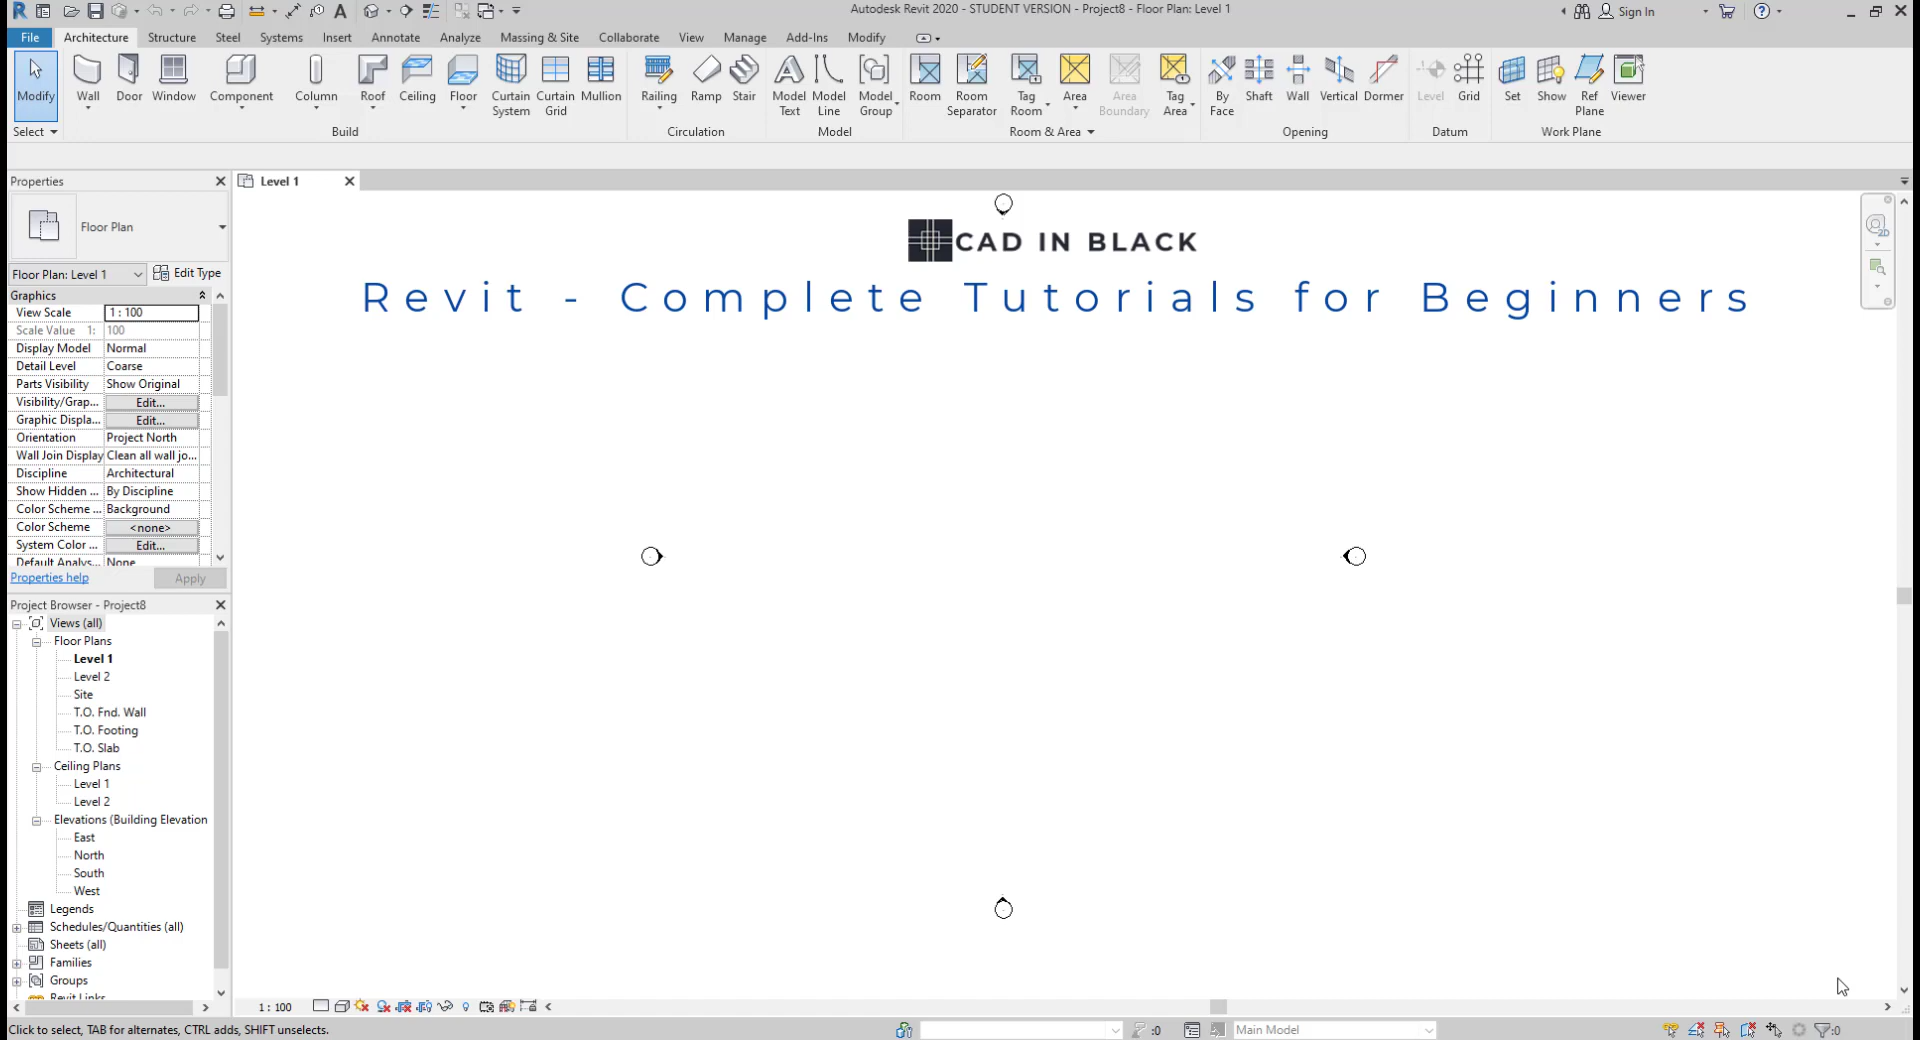 Autodesk Revit 2020 - STUDENT VERSION - Project8 - Floor Plan: Level 1
Sign In
File Architecture Structure Steel Systems Insert Annotate Analyze Massing & Site Collaborate View Manage Add-Ins Modify
Modify Wall Door Window Component Column Roof Ceiling Floor Curtain System Curtain Grid Mullion Railing Ramp Stair Model Text Model Line Model Group Room Room Separator Tag Room Area Area Boundary Tag Area By Face Shaft Wall Vertical Dormer Level Grid Set Show Ref Plane Viewer
Select Build Circulation Model Room & Area Opening Datum Work Plane
Properties
Floor Plan
Floor Plan: Level 1 Edit Type
Graphics
View Scale 1 : 100
Scale Value 1: 100
Display Model Normal
Detail Level Coarse
Parts Visibility Show Original
Visibility/Grap... Edit...
Graphic Displa... Edit...
Orientation Project North
Wall Join Display Clean all wall jo...
Discipline Architectural
Show Hidden ... By Discipline
Color Scheme ... Background
Color Scheme <none>
System Color ... Edit...
Default Analys... None
Properties help Apply
Project Browser - Project8
Views (all)
Floor Plans
Level 1
Level 2
Site
T.O. Fnd. Wall
T.O. Footing
T.O. Slab
Ceiling Plans
Level 1
Level 2
Elevations (Building Elevation
East
North
South
West
Legends
Schedules/Quantities (all)
Sheets (all)
Families
Groups
Revit Links
Level 1
CAD IN BLACK
Revit - Complete Tutorials for Beginners
2D
1 : 100
Click to select, TAB for alternates, CTRL adds, SHIFT unselects.
:0
Main Model
:0